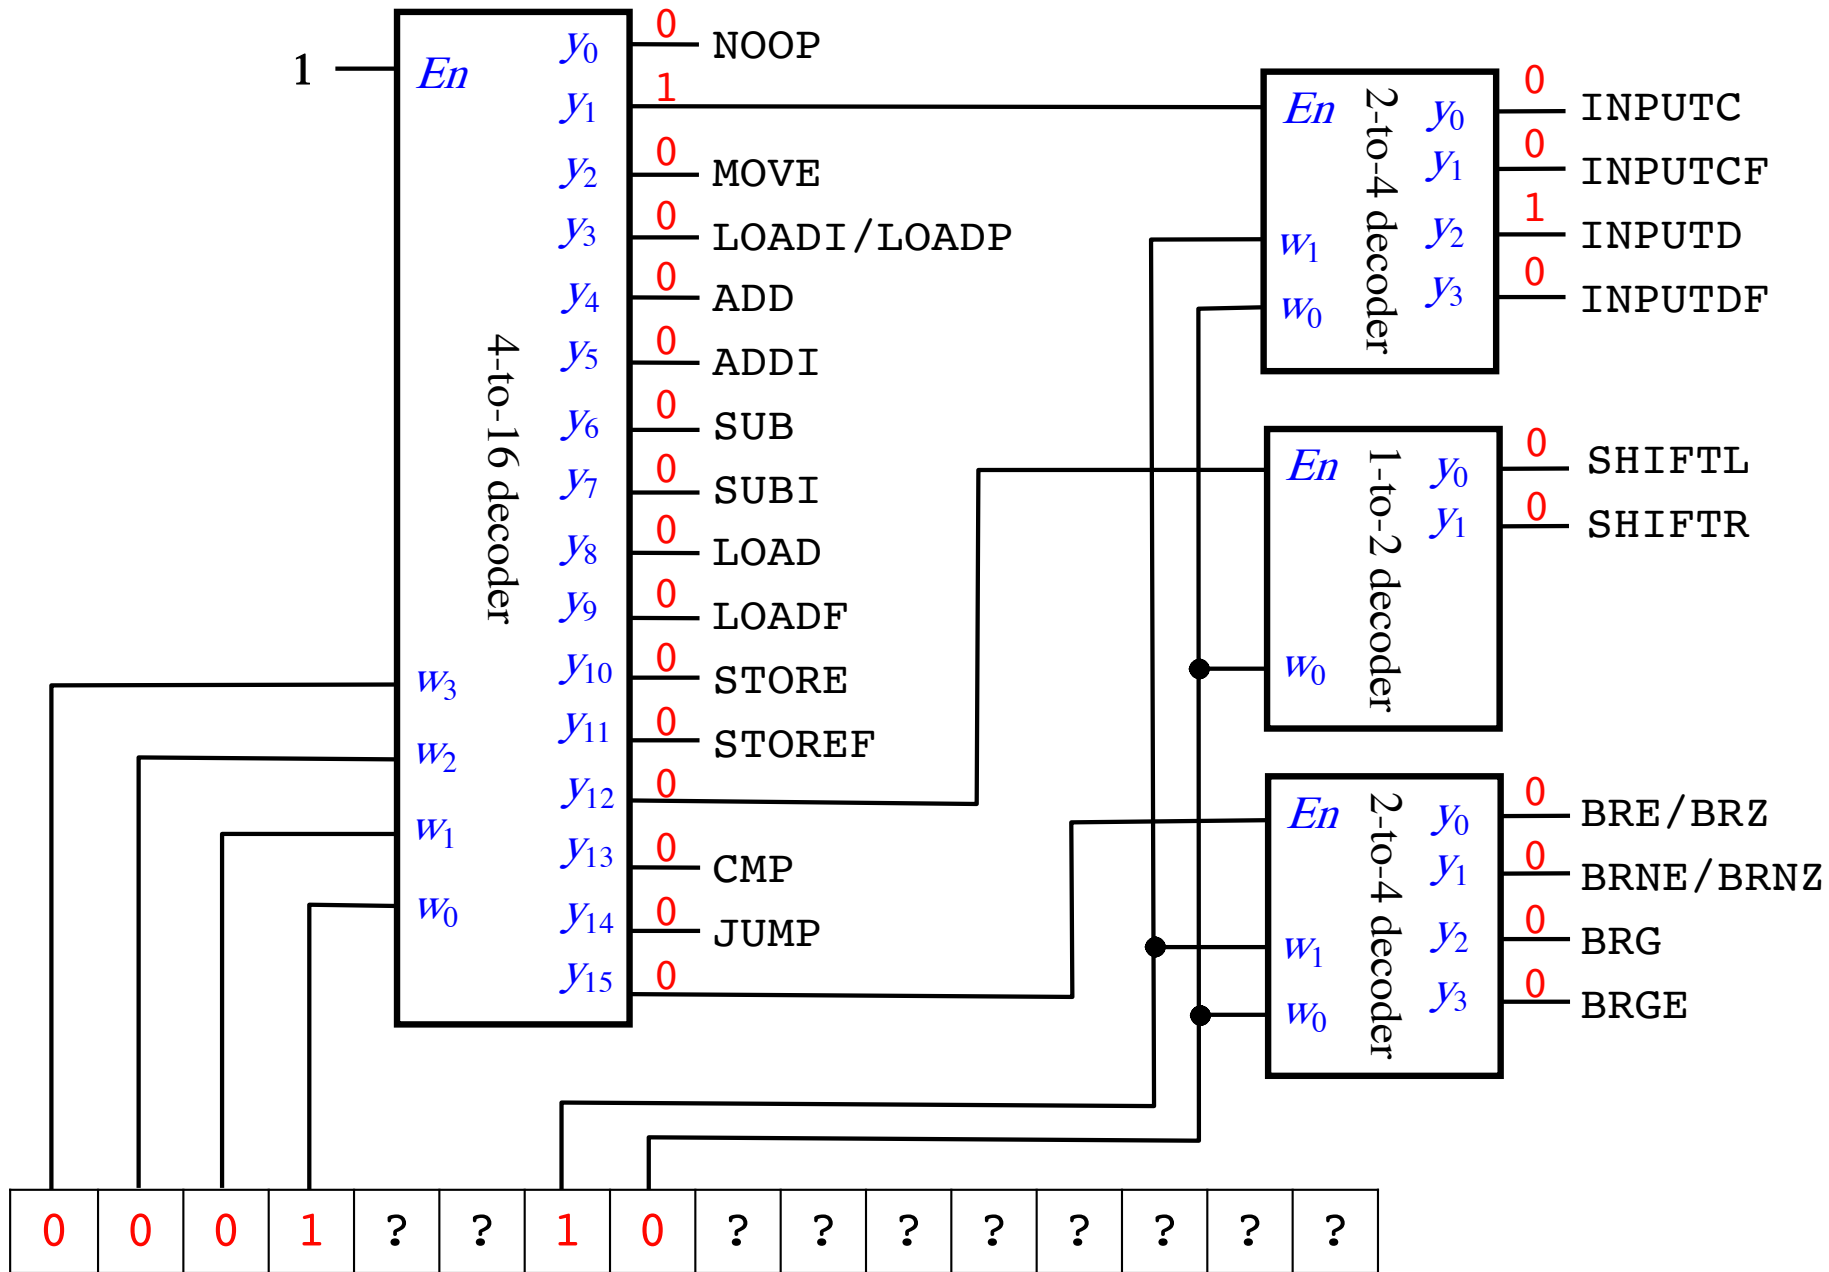 1
En
4-to-16 decoder
w3
w2
w1
w0
y0 0 NOOP
y1 1
y2 0 MOVE
y3 0 LOADI/LOADP
y4 0 ADD
y5 0 ADDI
y6 0 SUB
y7 0 SUBI
y8 0 LOAD
y9 0 LOADF
y10 0 STORE
y11 0 STOREF
y12 0
y13 0 CMP
y14 0 JUMP
y15 0
En
w1
w0
2-to-4 decoder
y0 0 INPUTC
y1 0 INPUTCF
y2 1 INPUTD
y3 0 INPUTDF
En
w0
1-to-2 decoder
y0 0 SHIFTL
y1 0 SHIFTR
En
w1
w0
2-to-4 decoder
y0 0 BRE/BRZ
y1 0 BRNE/BRNZ
y2 0 BRG
y3 0 BRGE
0 0 0 1 ? ? 1 0 ? ? ? ? ? ? ? ?